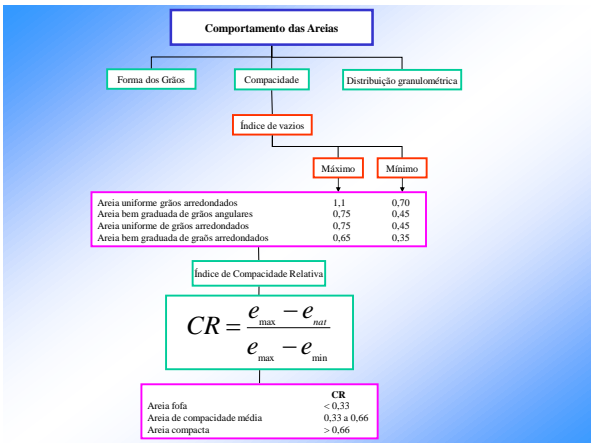 Comportamento das Areias
Forma dos Grãos Compacidade Distribuição granulométrica
Índice de vazios
Máximo Mínimo
Areia uniforme grãos arredondados 1,1 0,70
Areia bem graduada de grãos angulares 0,75 0,45
Areia uniforme de grãos arredondados 0,75 0,45
Areia bem graduada de graõs arredondados 0,65 0,35
Índice de Compacidade Relativa
CR = (e_max − e_nat) / (e_max − e_min)
CR
Areia fofa < 0,33
Areia de compacidade média 0,33 a 0,66
Areia compacta > 0,66